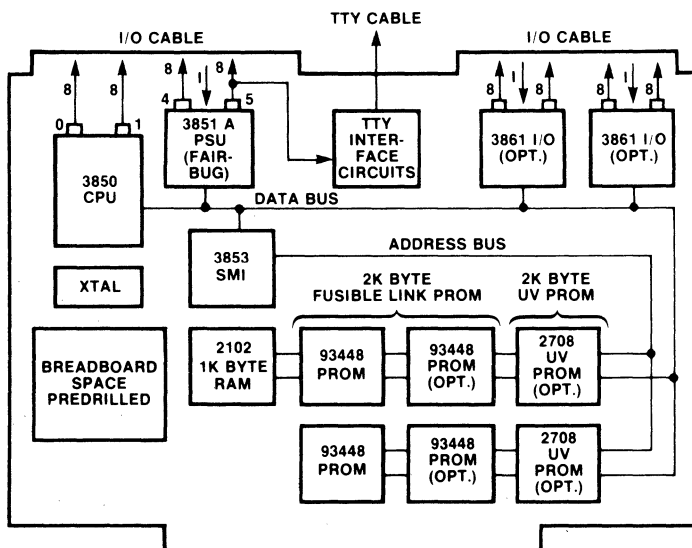 TTY CABLE
I/O CABLE
I/O CABLE
8
8
8
I
8
8
I
8
8
I
8
0
1
4
5
3850
CPU
3851 A
PSU
(FAIR-
BUG)
TTY
INTER-
FACE
CIRCUITS
3861 I/O
(OPT.)
3861 I/O
(OPT.)
DATA BUS
3853
SMI
ADDRESS BUS
XTAL
2K BYTE
FUSIBLE LINK PROM
2K BYTE
UV PROM
BREADBOARD
SPACE
PREDRILLED
2102
1K BYTE
RAM
93448
PROM
93448
PROM
(OPT.)
2708
UV
PROM
(OPT.)
93448
PROM
93448
PROM
(OPT.)
2708
UV
PROM
(OPT.)